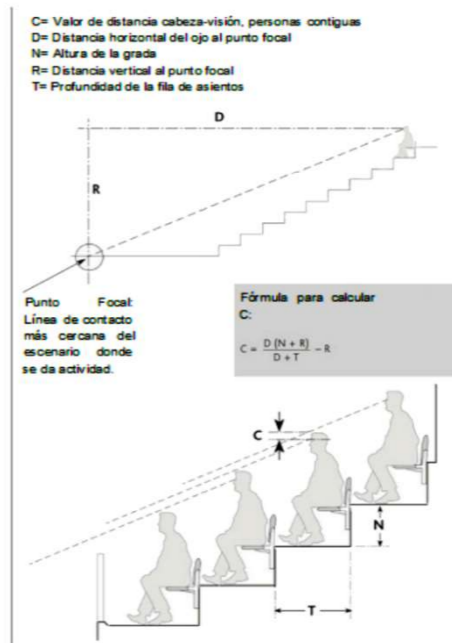 C= Valor de distancia cabeza-visión, personas contiguas
D= Distancia horizontal del ojo al punto focal
N= Altura de la grada
R= Distancia vertical al punto focal
T= Profundidad de la fila de asientos
D
R
Punto Focal:
Línea de contacto
más cercana del
escenario donde
se da actividad.
Fórmula para calcular
C:
C = D (N + R) / D + T − R
C
N
T